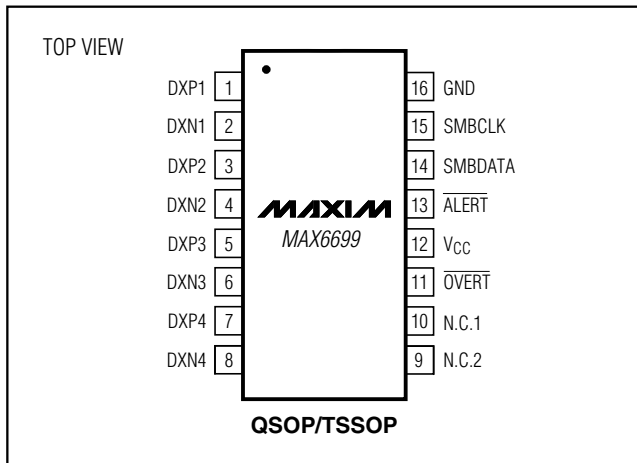 TOP VIEW
DXP1 1 16 GND
DXN1 2 15 SMBCLK
DXP2 3 14 SMBDATA
DXN2 4 13 ALERT
MAXIM
DXP3 5 MAX6699 12 VCC
DXN3 6 11 OVERT
DXP4 7 10 N.C.1
DXN4 8 9 N.C.2
QSOP/TSSOP